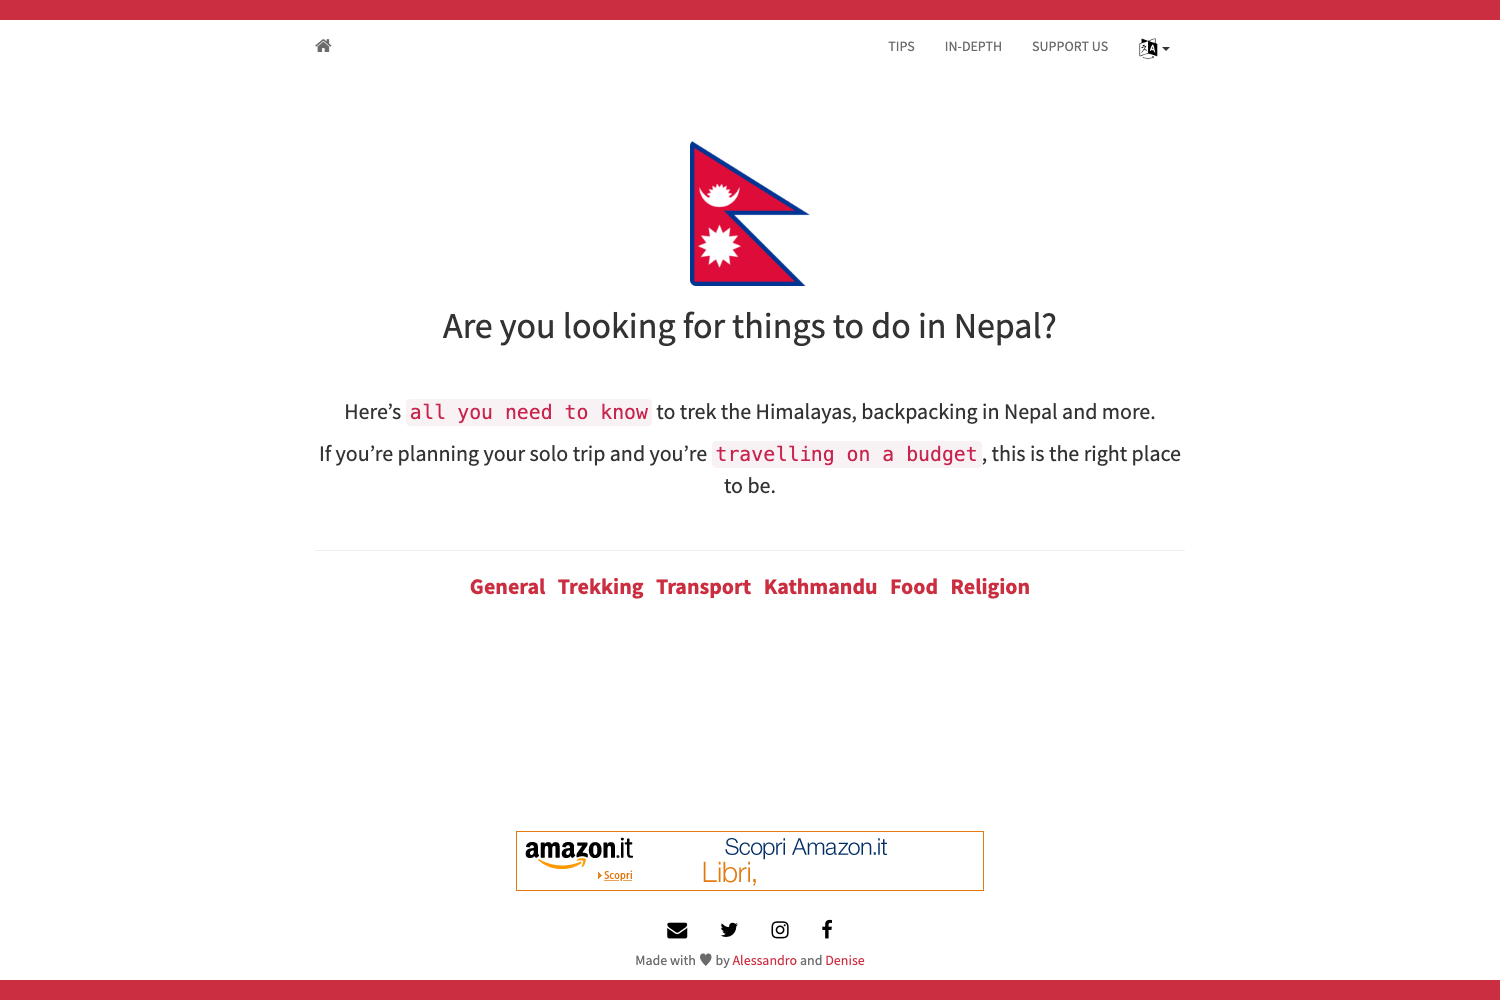 TIPS IN-DEPTH SUPPORT US
Are you looking for things to do in Nepal?
Here’s all you need to know to trek the Himalayas, backpacking in Nepal and more.
If you’re planning your solo trip and you’re travelling on a budget, this is the right place
to be.
General Trekking Transport Kathmandu Food Religion
amazon.it
Scopri
Scopri Amazon.it
Libri,
Made with by Alessandro and Denise